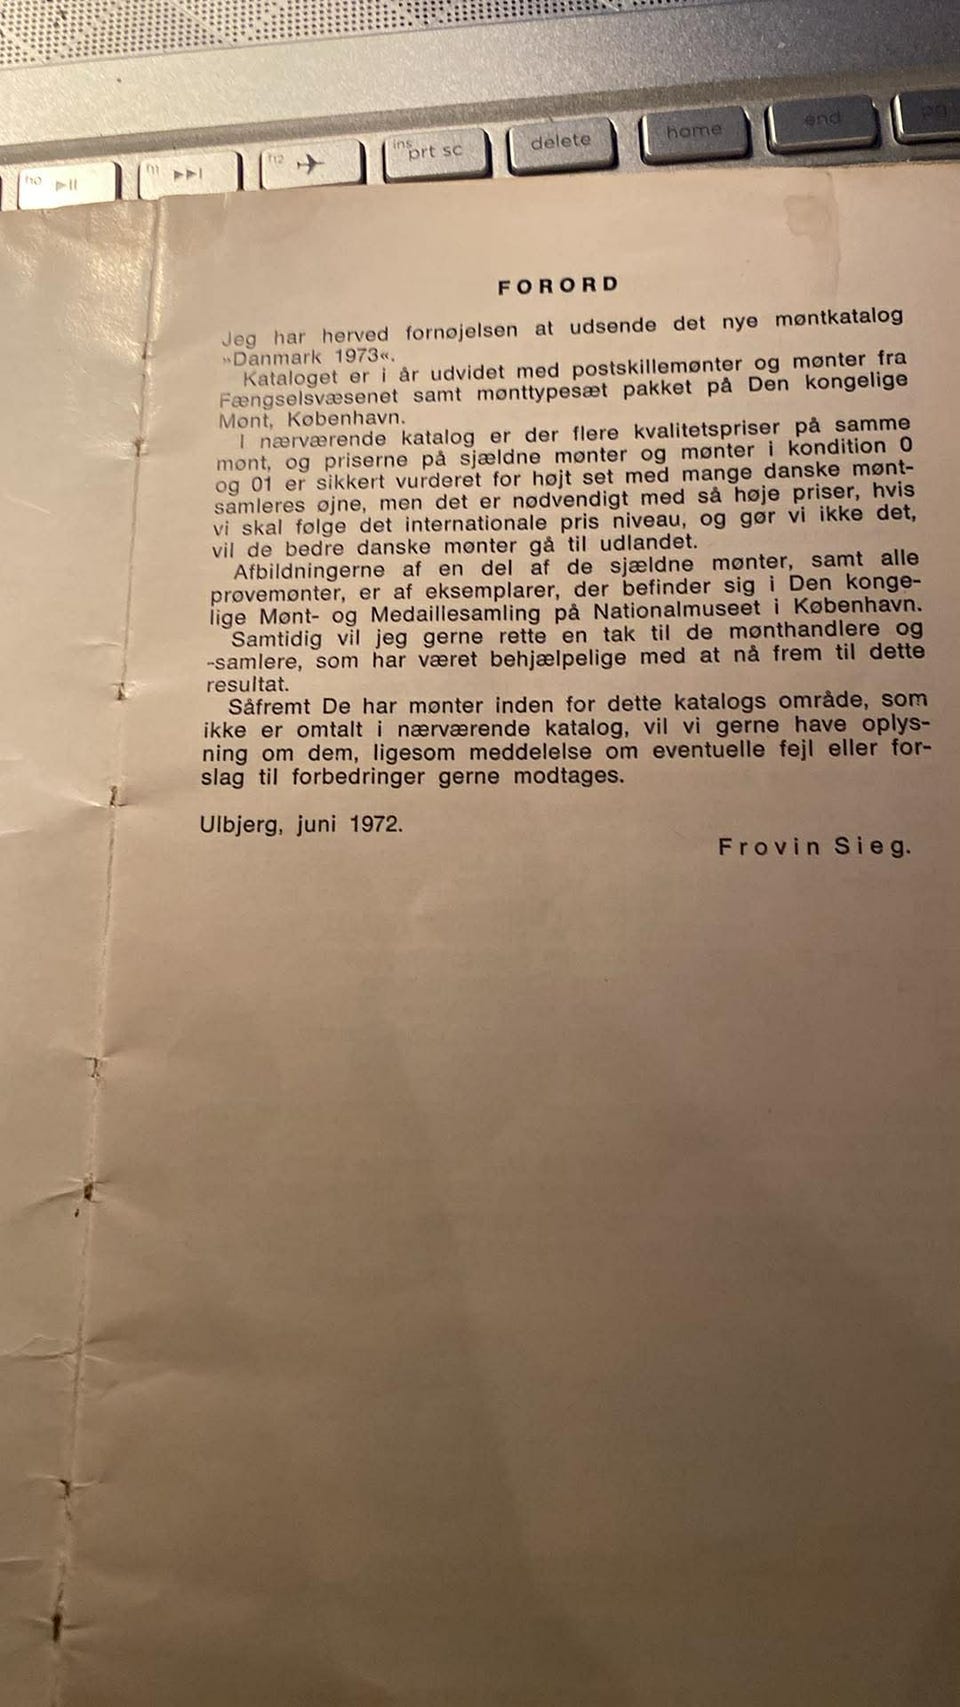 f10
f11
f12
ins
prt sc
delete
home
end
pg
FORORD
Jeg har herved fornøjelsen at udsende det nye møntkatalog
»Danmark 1973«.
Kataloget er i år udvidet med postskillemønter og mønter fra
Fængselsvæsenet samt mønttypesæt pakket på Den kongelige
Mønt, København.
I nærværende katalog er der flere kvalitetspriser på samme
mønt, og priserne på sjældne mønter og mønter i kondition 0
og 01 er sikkert vurderet for højt set med mange danske mønt-
samleres øjne, men det er nødvendigt med så høje priser, hvis
vi skal følge det internationale pris niveau, og gør vi ikke det,
vil de bedre danske mønter gå til udlandet.
Afbildningerne af en del af de sjældne mønter, samt alle
prøvemønter, er af eksemplarer, der befinder sig i Den konge-
lige Mønt- og Medaillesamling på Nationalmuseet i København.
Samtidig vil jeg gerne rette en tak til de mønthandlere og
-samlere, som har været behjælpelige med at nå frem til dette
resultat.
Såfremt De har mønter inden for dette katalogs område, som
ikke er omtalt i nærværende katalog, vil vi gerne have oplys-
ning om dem, ligesom meddelelse om eventuelle fejl eller for-
slag til forbedringer gerne modtages.
Ulbjerg, juni 1972.
Frovin Sieg.